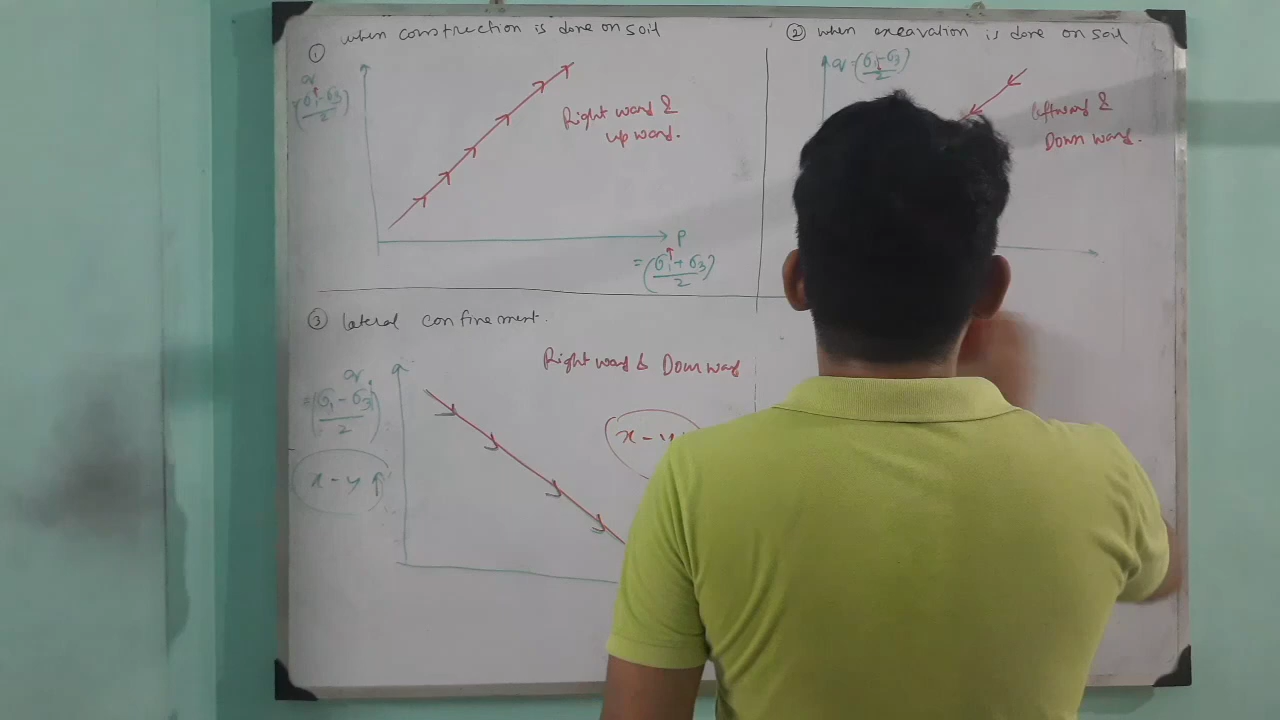 ① when construction is done on soil
q
(σ₁-σ₃)/2
Right ward &
up ward.
p
= (σ₁+σ₃)/2
② when excavation is done on soil
q = (σ₁-σ₃)/2
leftward &
Down ward.
③ lateral confinement.
q
= (σ₁-σ₃)/2
x-y ↑
Right ward & Down ward
x-y